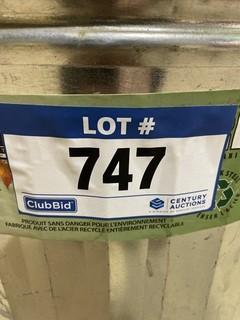 LOT #
747
ClubBid
CENTURY
AUCTIONS
PRODUIT SANS DANGER POUR L'ENVIRONNEMENT
FABRIQUÉ AVEC DE L'ACIER RECYCLÉ ENTIÈREMENT RECYCLABLE